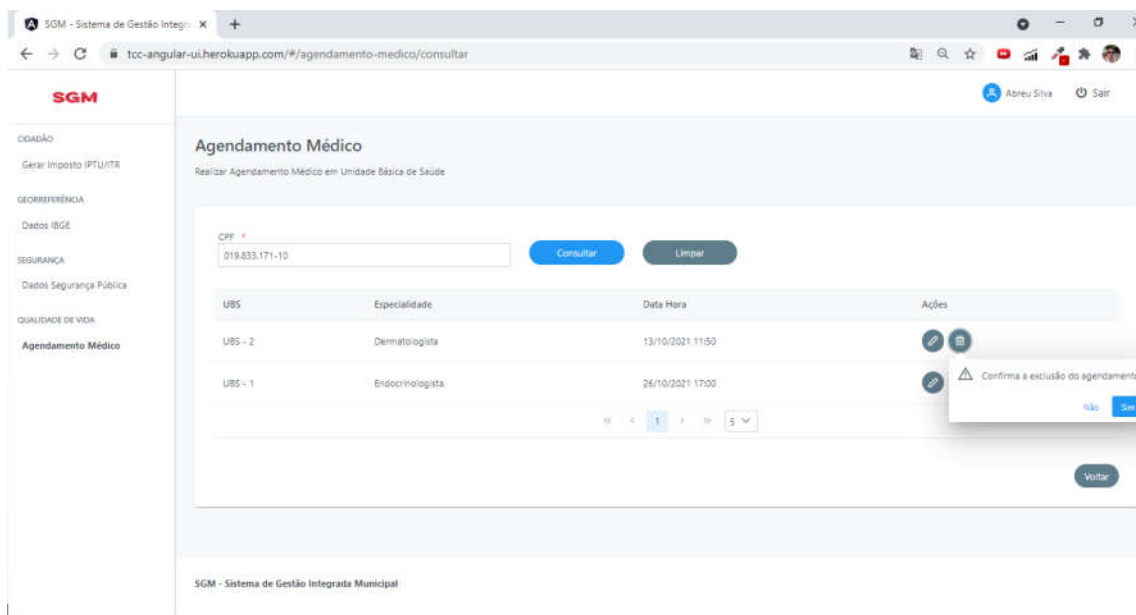 SGM - Sistema de Gestão Integr
tcc-angular-ui.herokuapp.com/#/agendamento-medico/consultar
SGM
Abreu Silva
Sair
CIDADÃO
Gerar Imposto IPTU/ITR
GEORREFERÊNCIA
Dados IBGE
SEGURANÇA
Dados Segurança Pública
QUALIDADE DE VIDA
Agendamento Médico
Agendamento Médico
Realizar Agendamento Médico em Unidade Básica de Saúde
CPF *
019.833.171-10
Consultar
Limpar
UBS Especialidade Data Hora Ações
UBS - 2 Dermatologista 13/10/2021 11:50
UBS - 1 Endocrinologista 26/10/2021 17:00
Confirma a exclusão do agendamento
Não Sim
« < 1 > » 5
Voltar
SGM - Sistema de Gestão Integrada Municipal